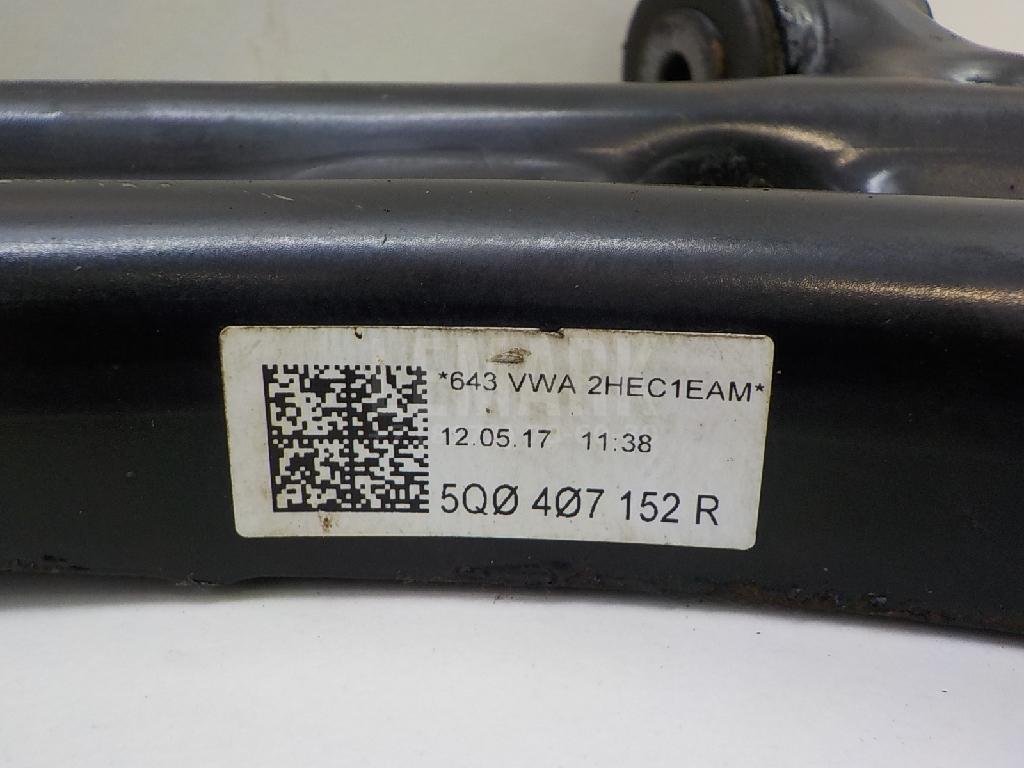 *643 VWA 2HEC1EAM*
12.05.17 11:38
5QØ 4Ø7 152 R